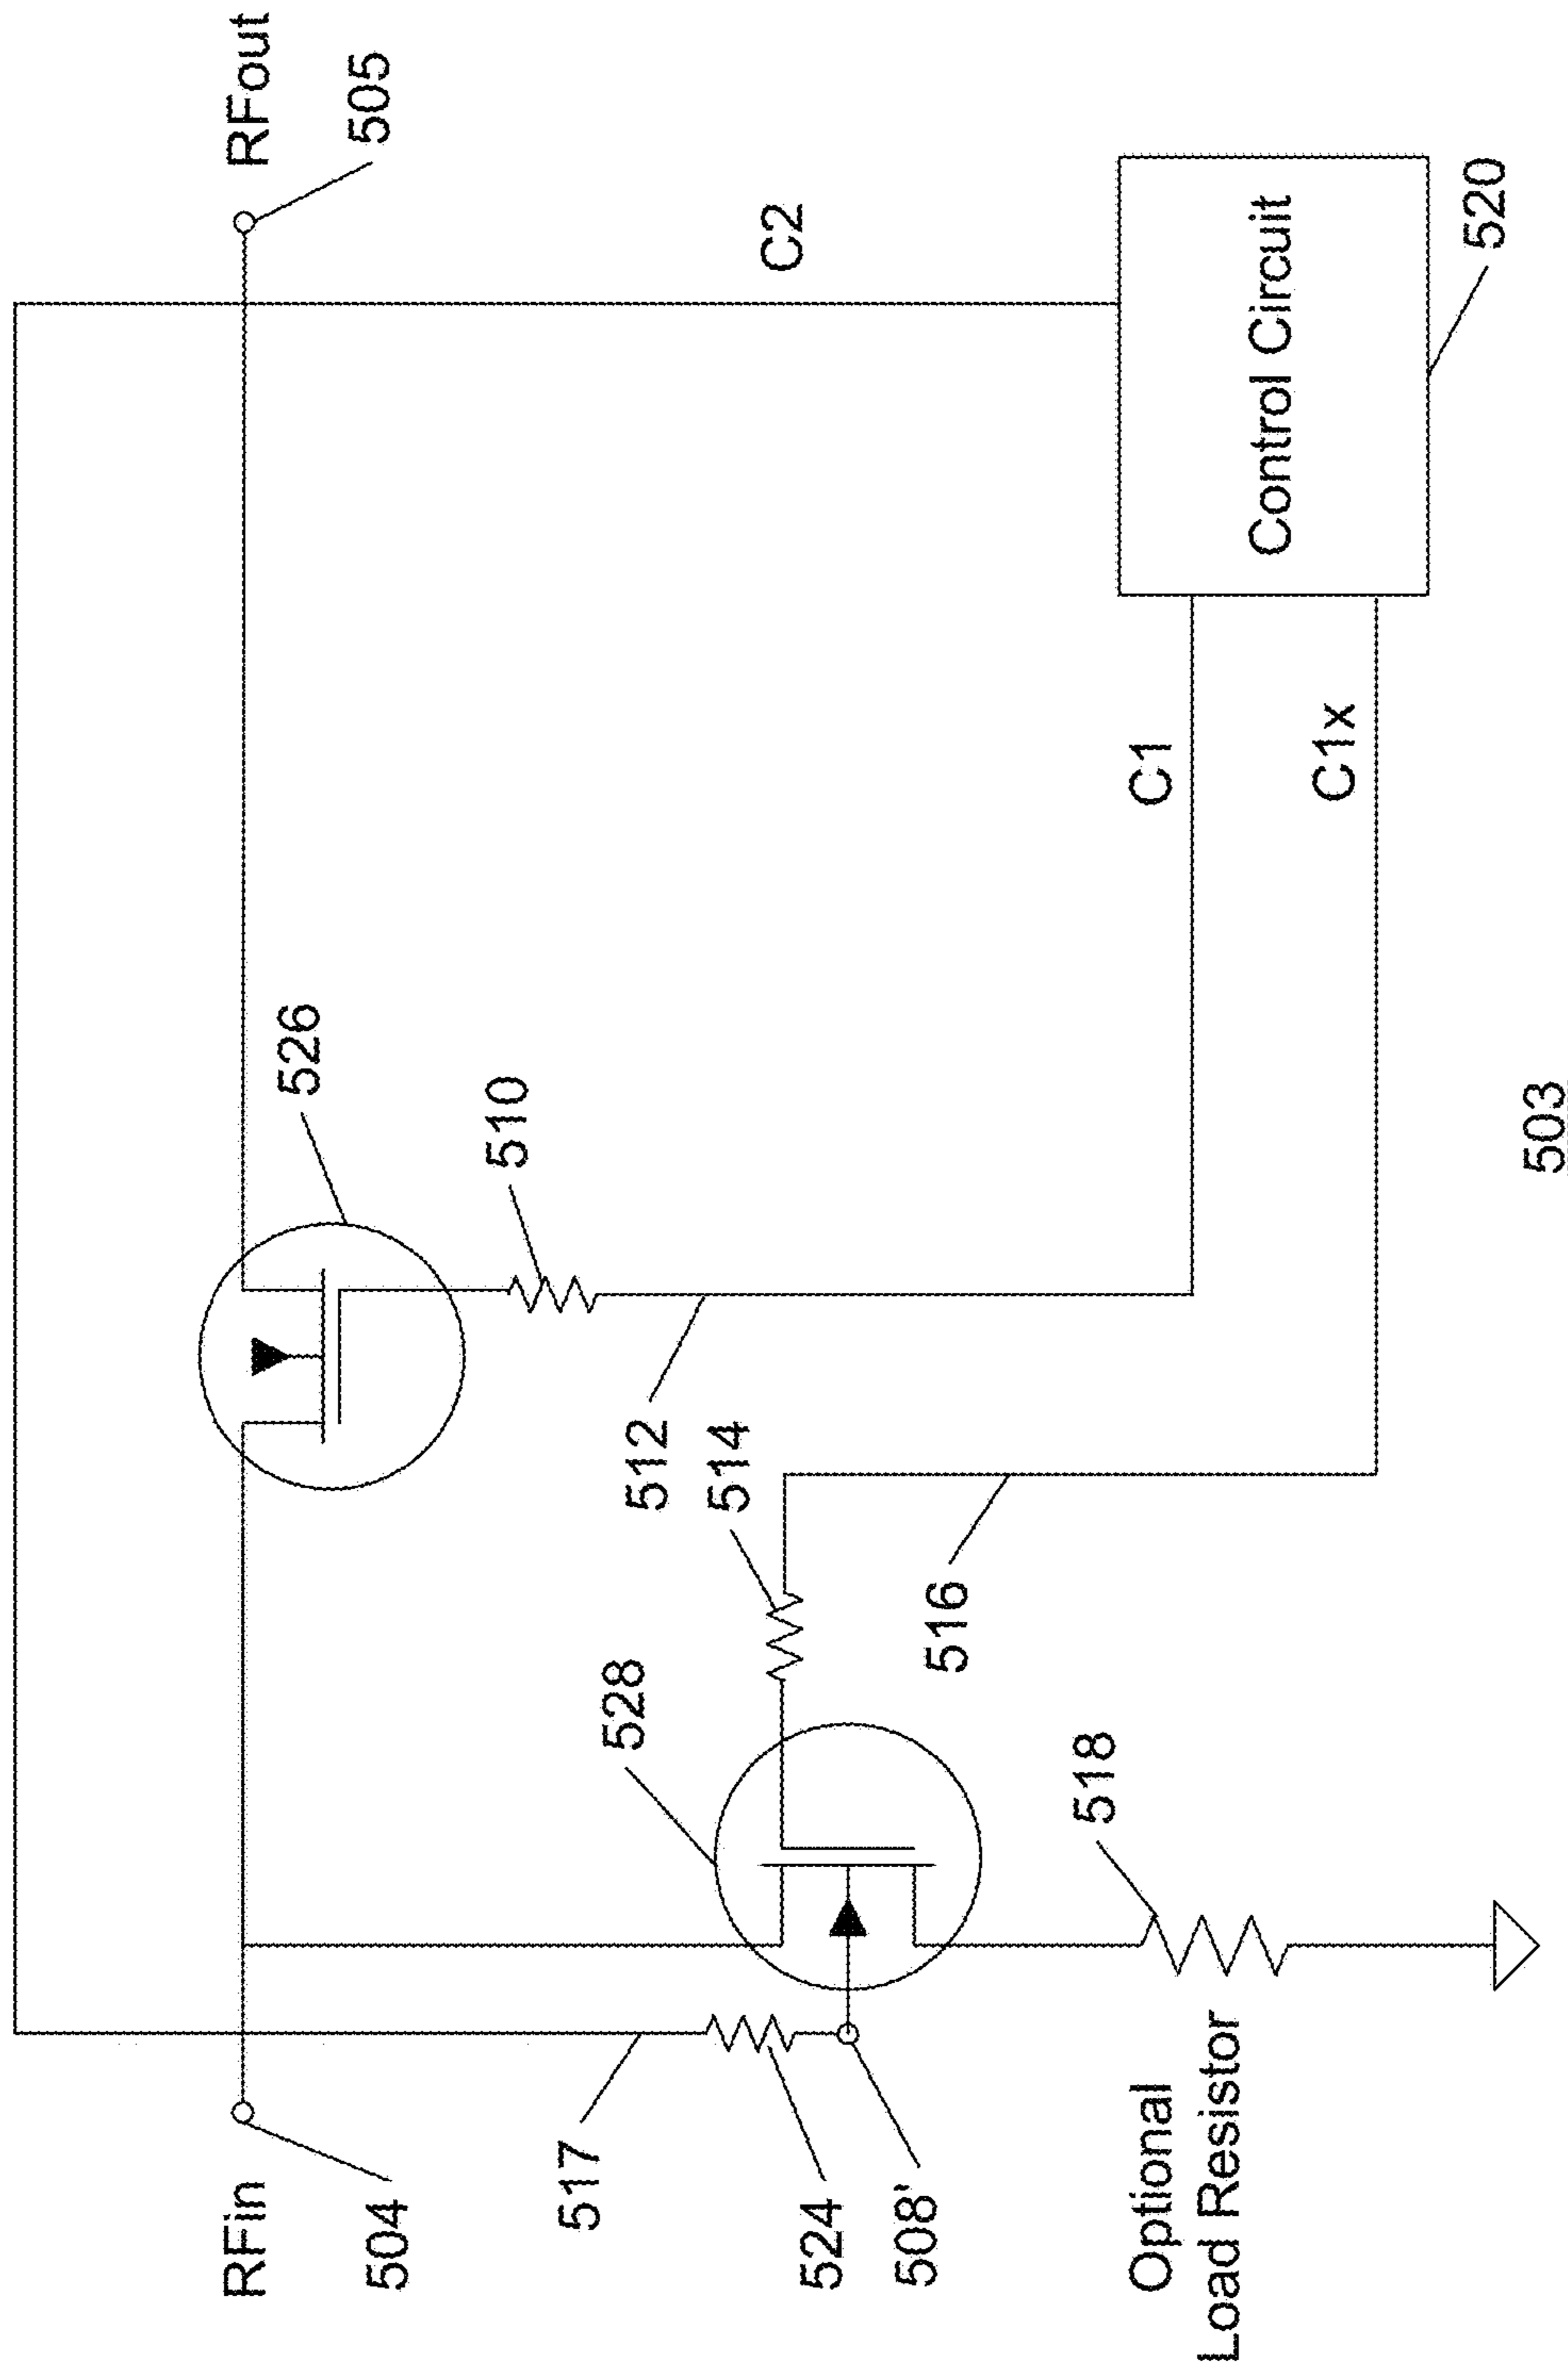 RFin
504
RFout
505
526
510
C2
517
524
508'
528
514
512
516
C1
C1x
Control Circuit
520
518
Optional
Load Resistor
503